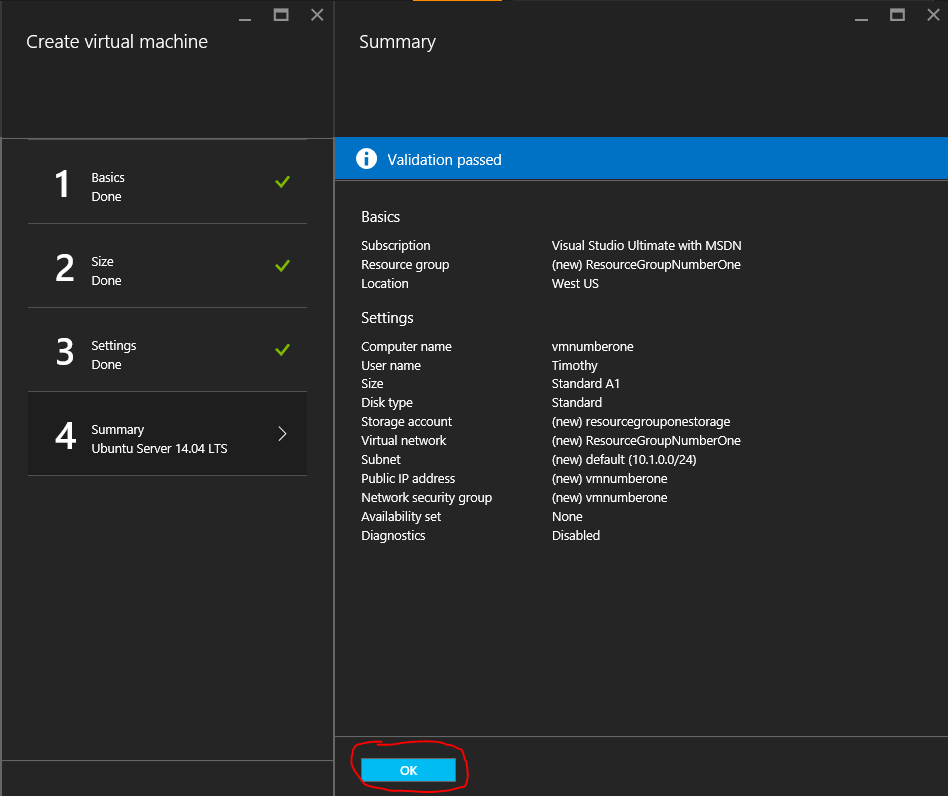 Create virtual machine
1
Basics
Done
2
Size
Done
3
Settings
Done
4
Summary
Ubuntu Server 14.04 LTS
Summary
Validation passed
Basics
Subscription Visual Studio Ultimate with MSDN
Resource group (new) ResourceGroupNumberOne
Location West US
Settings
Computer name vmnumberone
User name Timothy
Size Standard A1
Disk type Standard
Storage account (new) resourcegrouponestorage
Virtual network (new) ResourceGroupNumberOne
Subnet (new) default (10.1.0.0/24)
Public IP address (new) vmnumberone
Network security group (new) vmnumberone
Availability set None
Diagnostics Disabled
OK